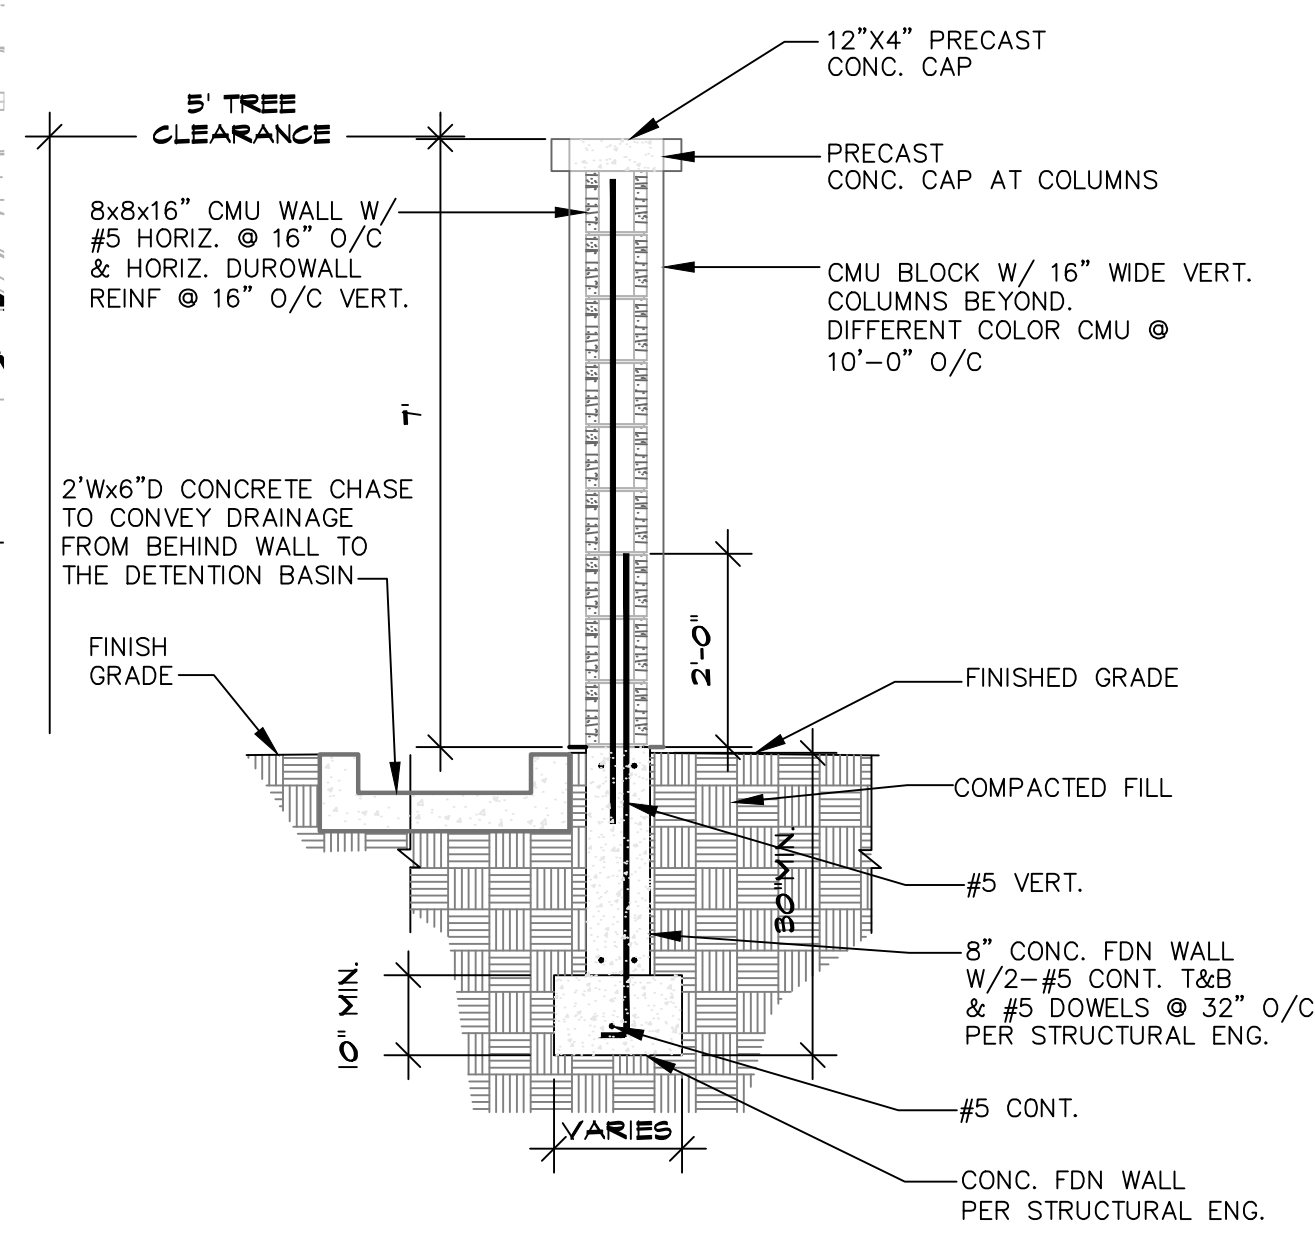 12"X4" PRECAST
CONC. CAP
5' TREE
CLEARANCE
PRECAST
CONC. CAP AT COLUMNS
8x8x16" CMU WALL W/
#5 HORIZ. @ 16" O/C
& HORIZ. DUROWALL
REINF @ 16" O/C VERT.
CMU BLOCK W/ 16" WIDE VERT.
COLUMNS BEYOND.
DIFFERENT COLOR CMU @
10'-0" O/C
7'
2'Wx6"D CONCRETE CHASE
TO CONVEY DRAINAGE
FROM BEHIND WALL TO
THE DETENTION BASIN
2'-0"
FINISH
GRADE
FINISHED GRADE
COMPACTED FILL
30" MIN.
#5 VERT.
8" CONC. FDN WALL
W/2-#5 CONT. T&B
& #5 DOWELS @ 32" O/C
PER STRUCTURAL ENG.
10" MIN.
#5 CONT.
VARIES
CONC. FDN WALL
PER STRUCTURAL ENG.